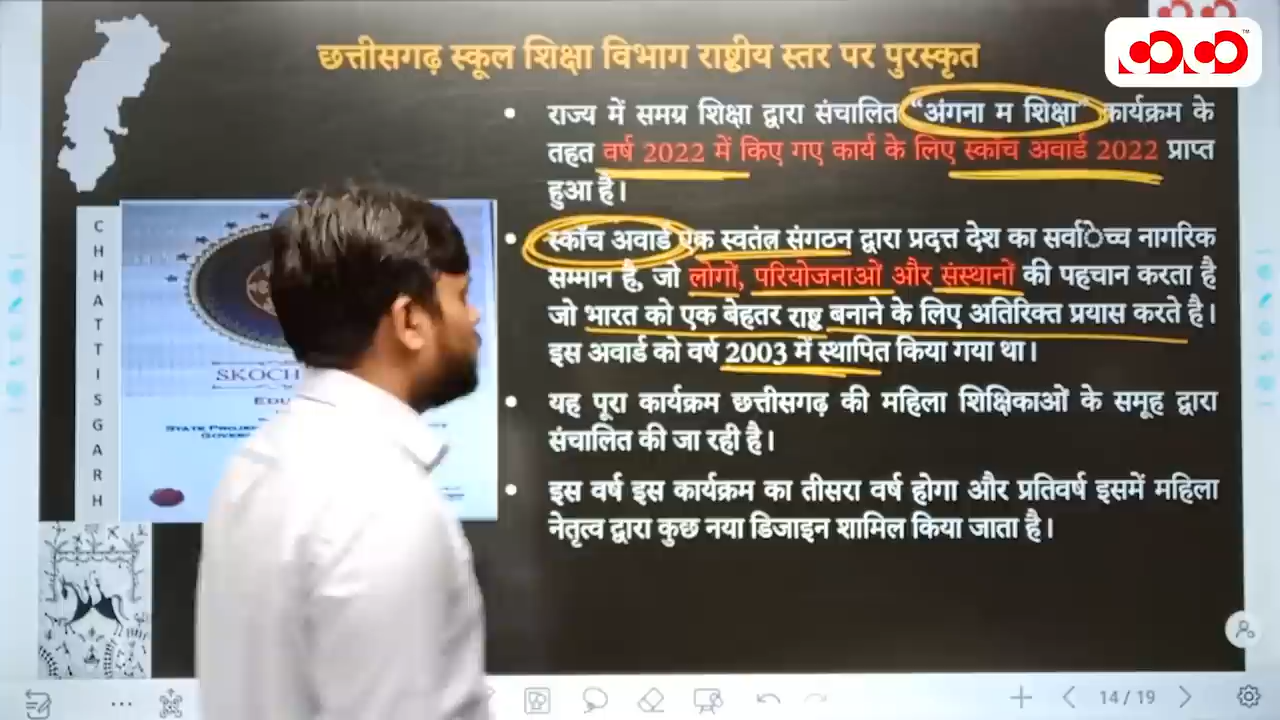 छत्तीसगढ़ स्कूल शिक्षा विभाग राष्ट्रीय स्तर पर पुरस्कृत
• राज्य में समग्र शिक्षा द्वारा संचालित “अंगना म शिक्षा” कार्यक्रम के
तहत वर्ष 2022 में किए गए कार्य के लिए स्कॉच अवार्ड 2022 प्राप्त
हुआ है।
• स्कॉच अवार्ड एक स्वतंत्र संगठन द्वारा प्रदत्त देश का सर्वाेच्च नागरिक
सम्मान है, जो लोगों, परियोजनाओं और संस्थानों की पहचान करता है
जो भारत को एक बेहतर राष्ट्र बनाने के लिए अतिरिक्त प्रयास करते है।
इस अवार्ड को वर्ष 2003 में स्थापित किया गया था।
• यह पूरा कार्यक्रम छत्तीसगढ़ की महिला शिक्षिकाओं के समूह द्वारा
संचालित की जा रही है।
• इस वर्ष इस कार्यक्रम का तीसरा वर्ष होगा और प्रतिवर्ष इसमें महिला
नेतृत्व द्वारा कुछ नया डिजाइन शामिल किया जाता है।
CHHATTISGARH
SKOCH
14 / 19